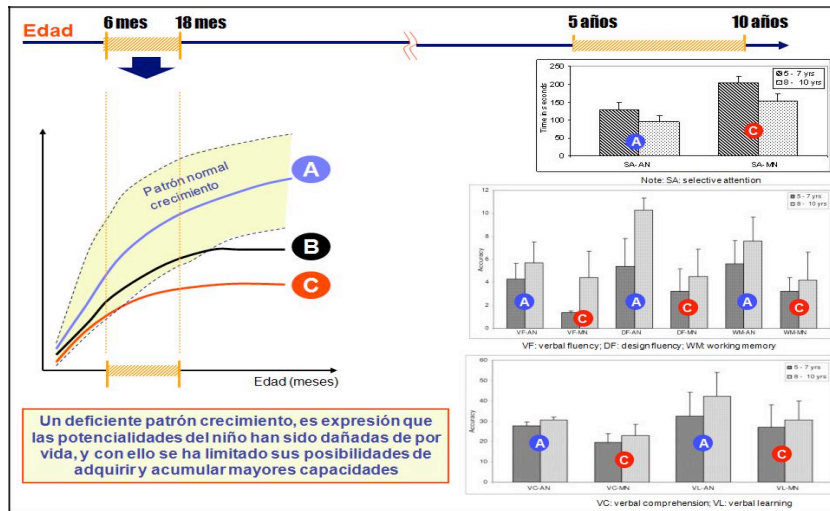 Edad
6 mes
18 mes
5 años
10 años
Patrón normal
crecimiento
A
B
C
Edad (meses)
Un deficiente patrón crecimiento, es expresión que
las potencialidades del niño han sido dañadas de por
vida, y con ello se ha limitado sus posibilidades de
adquirir y acumular mayores capacidades
250
200
150
100
50
0
Time in seconds
5 - 7 yrs
8 - 10 yrs
A
C
SA- AN
SA- MN
Note: SA: selective attention
12
10
8
6
4
2
0
Accuracy
5 - 7 yrs
8 - 10 yrs
A
C
A
C
A
C
VF-AN
VF-MN
DF-AN
DF-MN
WM-AN
WM-MN
VF: verbal fluency; DF: design fluency; WM: working memory
60
50
40
30
20
10
0
Accuracy
5 - 7 yrs
8 - 10 yrs
A
C
A
C
VC-AN
VC-MN
VL-AN
VL-MN
VC: verbal comprehension; VL: verbal learning